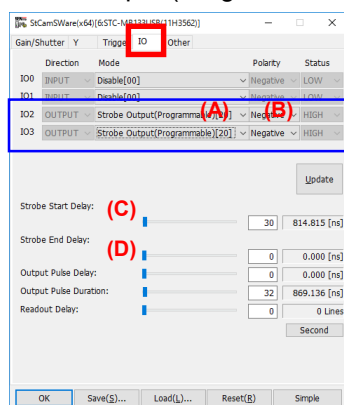 StCamSWare(x64)[6:STC-MB133USB(11H3562)]
Gain/Shutter Y Trigger IO Other
Direction Mode Polarity Status
IO0 INPUT Disable[00] Negative LOW
IO1 INPUT Disable[00] Negative LOW
IO2 OUTPUT Strobe Output(Programmable)[20] Negative HIGH
(A) (B)
IO3 OUTPUT Strobe Output(Programmable)[20] Negative HIGH
Update
Strobe Start Delay:
(C) 30 814.815 [ns]
Strobe End Delay:
(D) 0 0.000 [ns]
Output Pulse Delay: 0 0.000 [ns]
Output Pulse Duration: 32 869.136 [ns]
Readout Delay: 0 0 Lines
Second
OK Save(S)... Load(L)... Reset(R) Simple